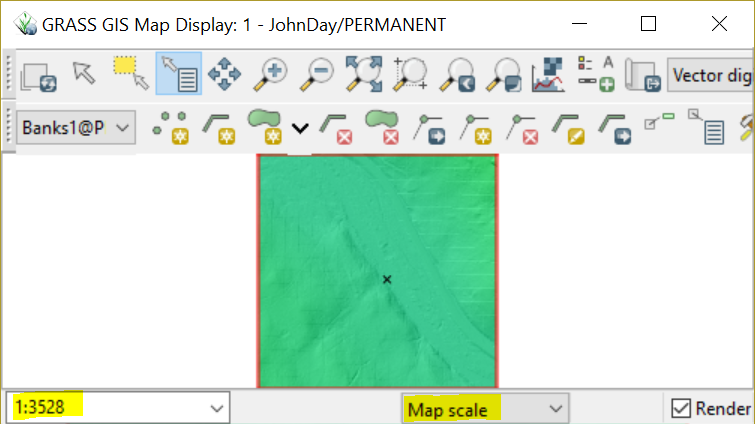 GRASS GIS Map Display: 1 - JohnDay/PERMANENT
A
Vector dig
Banks1@P
1:3528
Map scale
Render